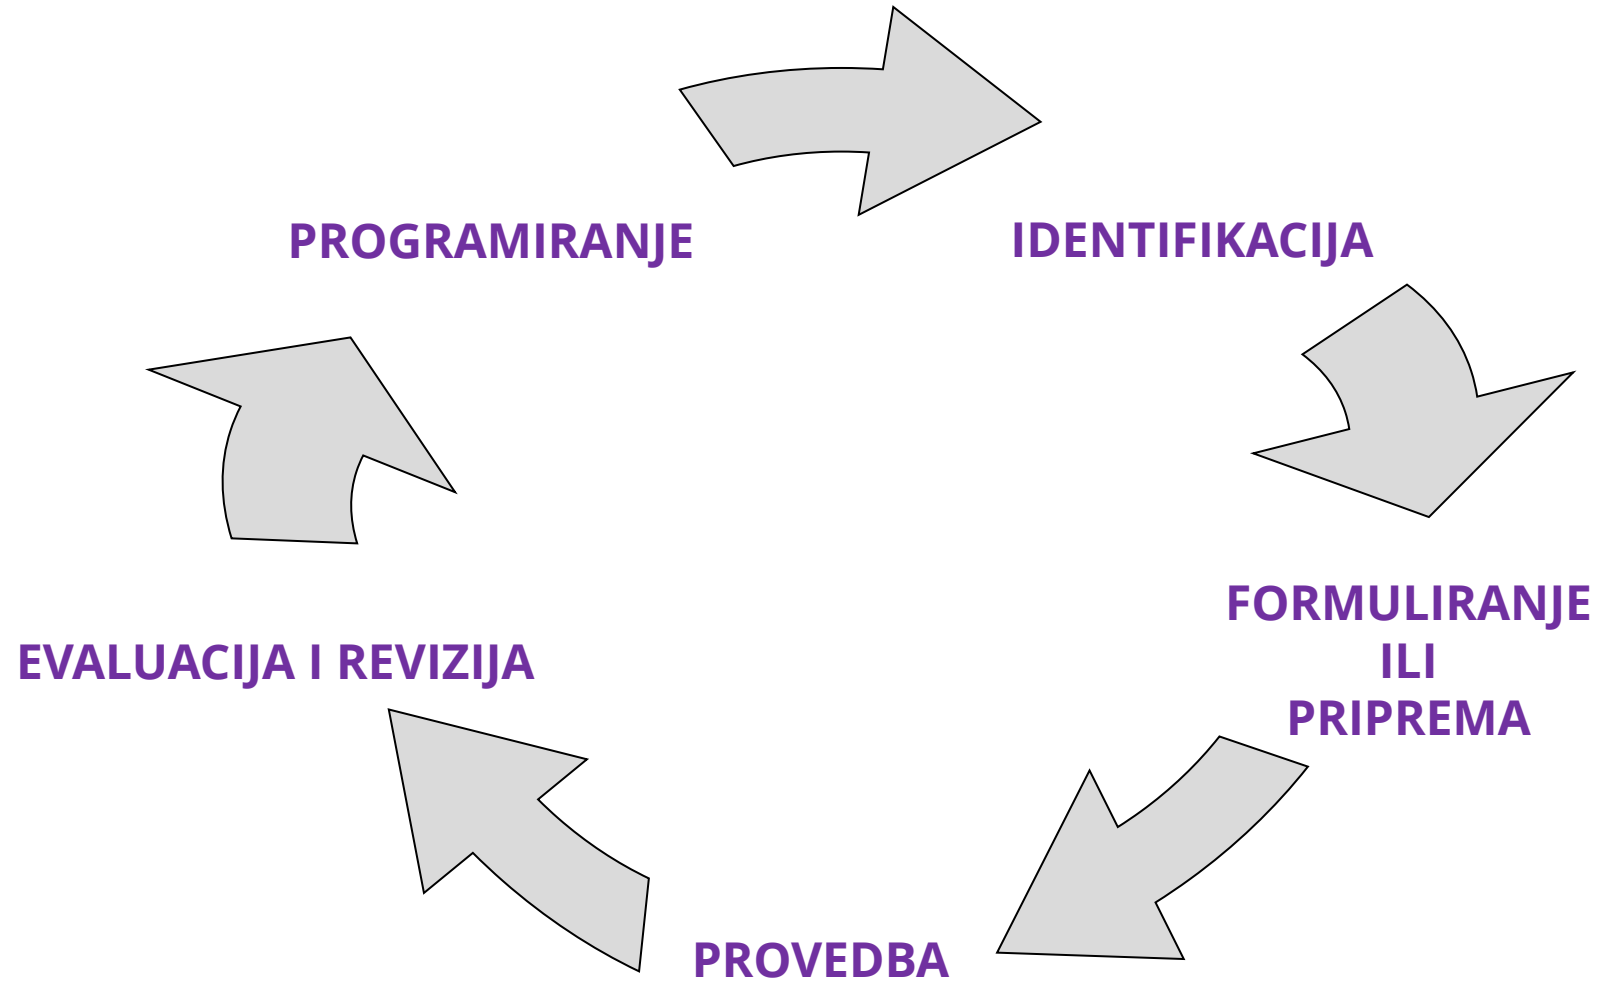 PROGRAMIRANJE
IDENTIFIKACIJA
FORMULIRANJE
ILI
PRIPREMA
EVALUACIJA I REVIZIJA
PROVEDBA